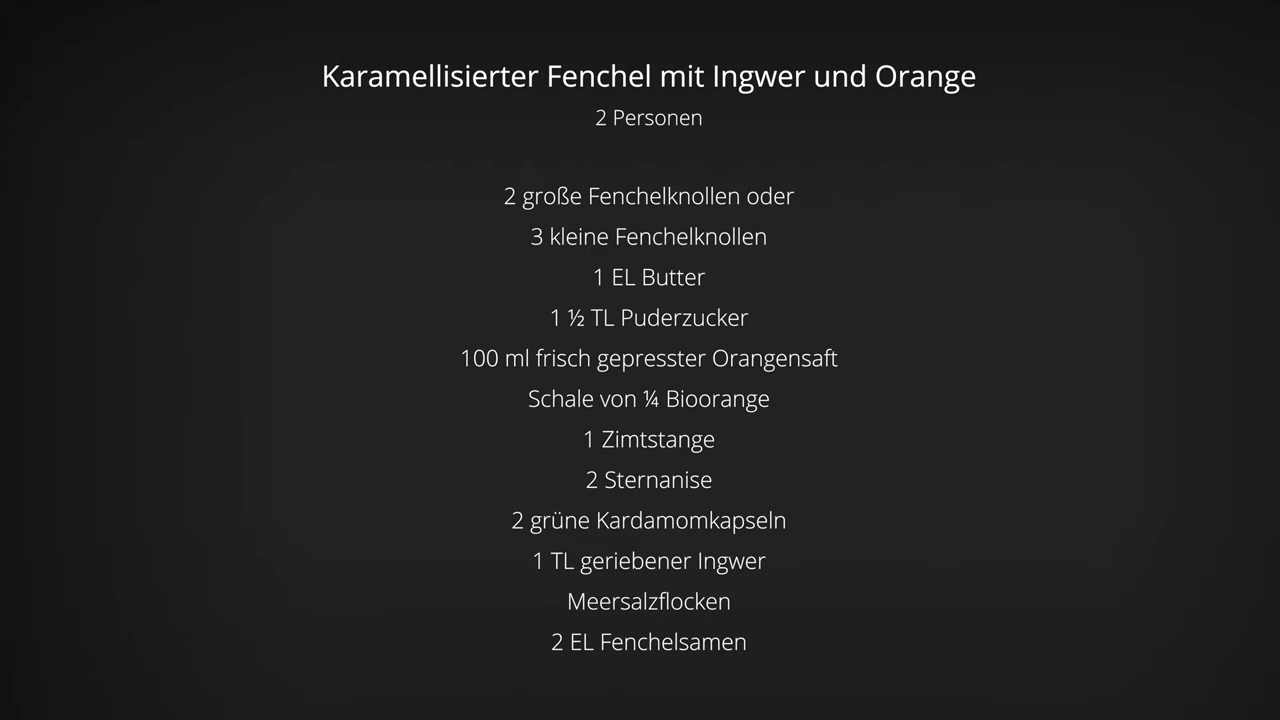 Karamellisierter Fenchel mit Ingwer und Orange
2 Personen
2 große Fenchelknollen oder
3 kleine Fenchelknollen
1 EL Butter
1 ½ TL Puderzucker
100 ml frisch gepresster Orangensaft
Schale von ¼ Bioorange
1 Zimtstange
2 Sternanise
2 grüne Kardamomkapseln
1 TL geriebener Ingwer
Meersalzflocken
2 EL Fenchelsamen